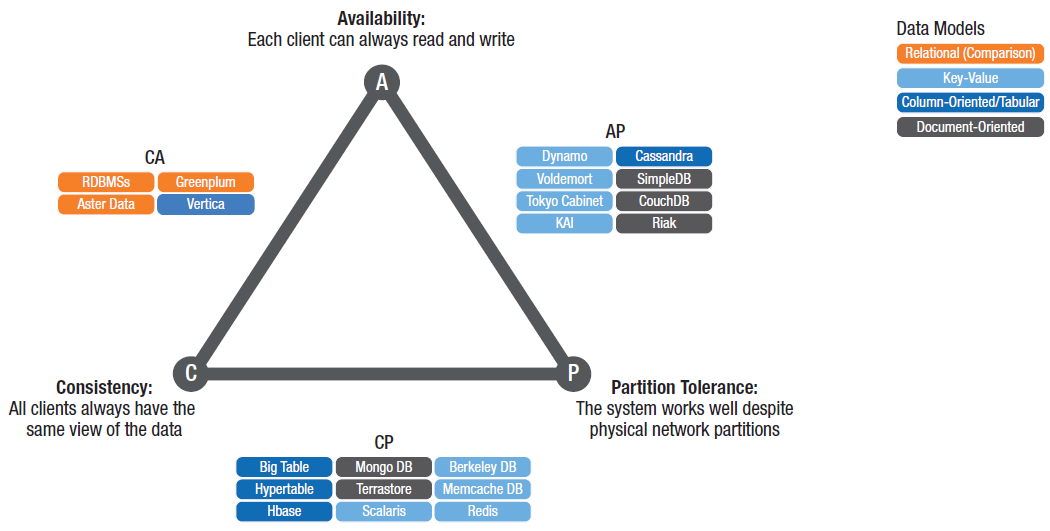 Availability:
Each client can always read and write
Data Models
Relational (Comparison)
Key-Value
Column-Oriented/Tabular
Document-Oriented
A
CA
RDBMSs Greenplum
Aster Data Vertica
AP
Dynamo Cassandra
Voldemort SimpleDB
Tokyo Cabinet CouchDB
KAI Riak
C
Consistency:
All clients always have the
same view of the data
P
Partition Tolerance:
The system works well despite
physical network partitions
CP
Big Table Mongo DB Berkeley DB
Hypertable Terrastore Memcache DB
Hbase Scalaris Redis